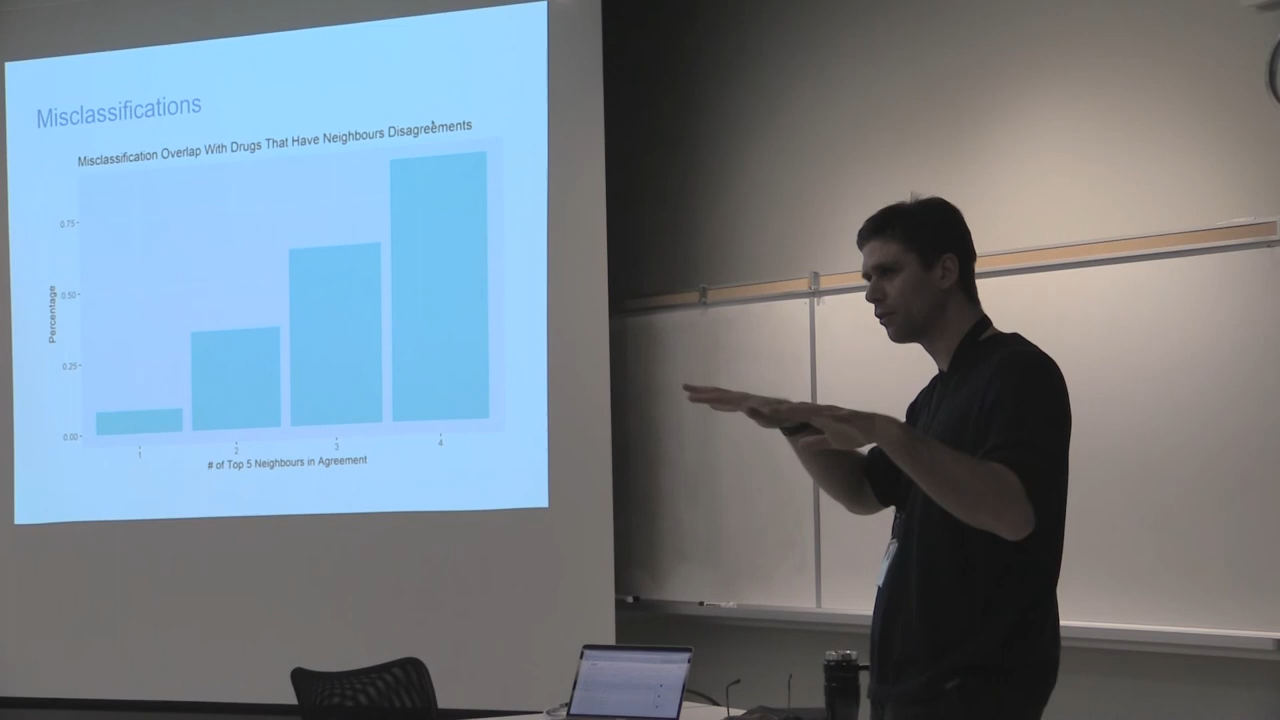 Misclassifications
Misclassification Overlap With Drugs That Have Neighbours Disagreements
Percentage
0.75
0.50
0.25
0.00
1 2 3 4
# of Top 5 Neighbours in Agreement